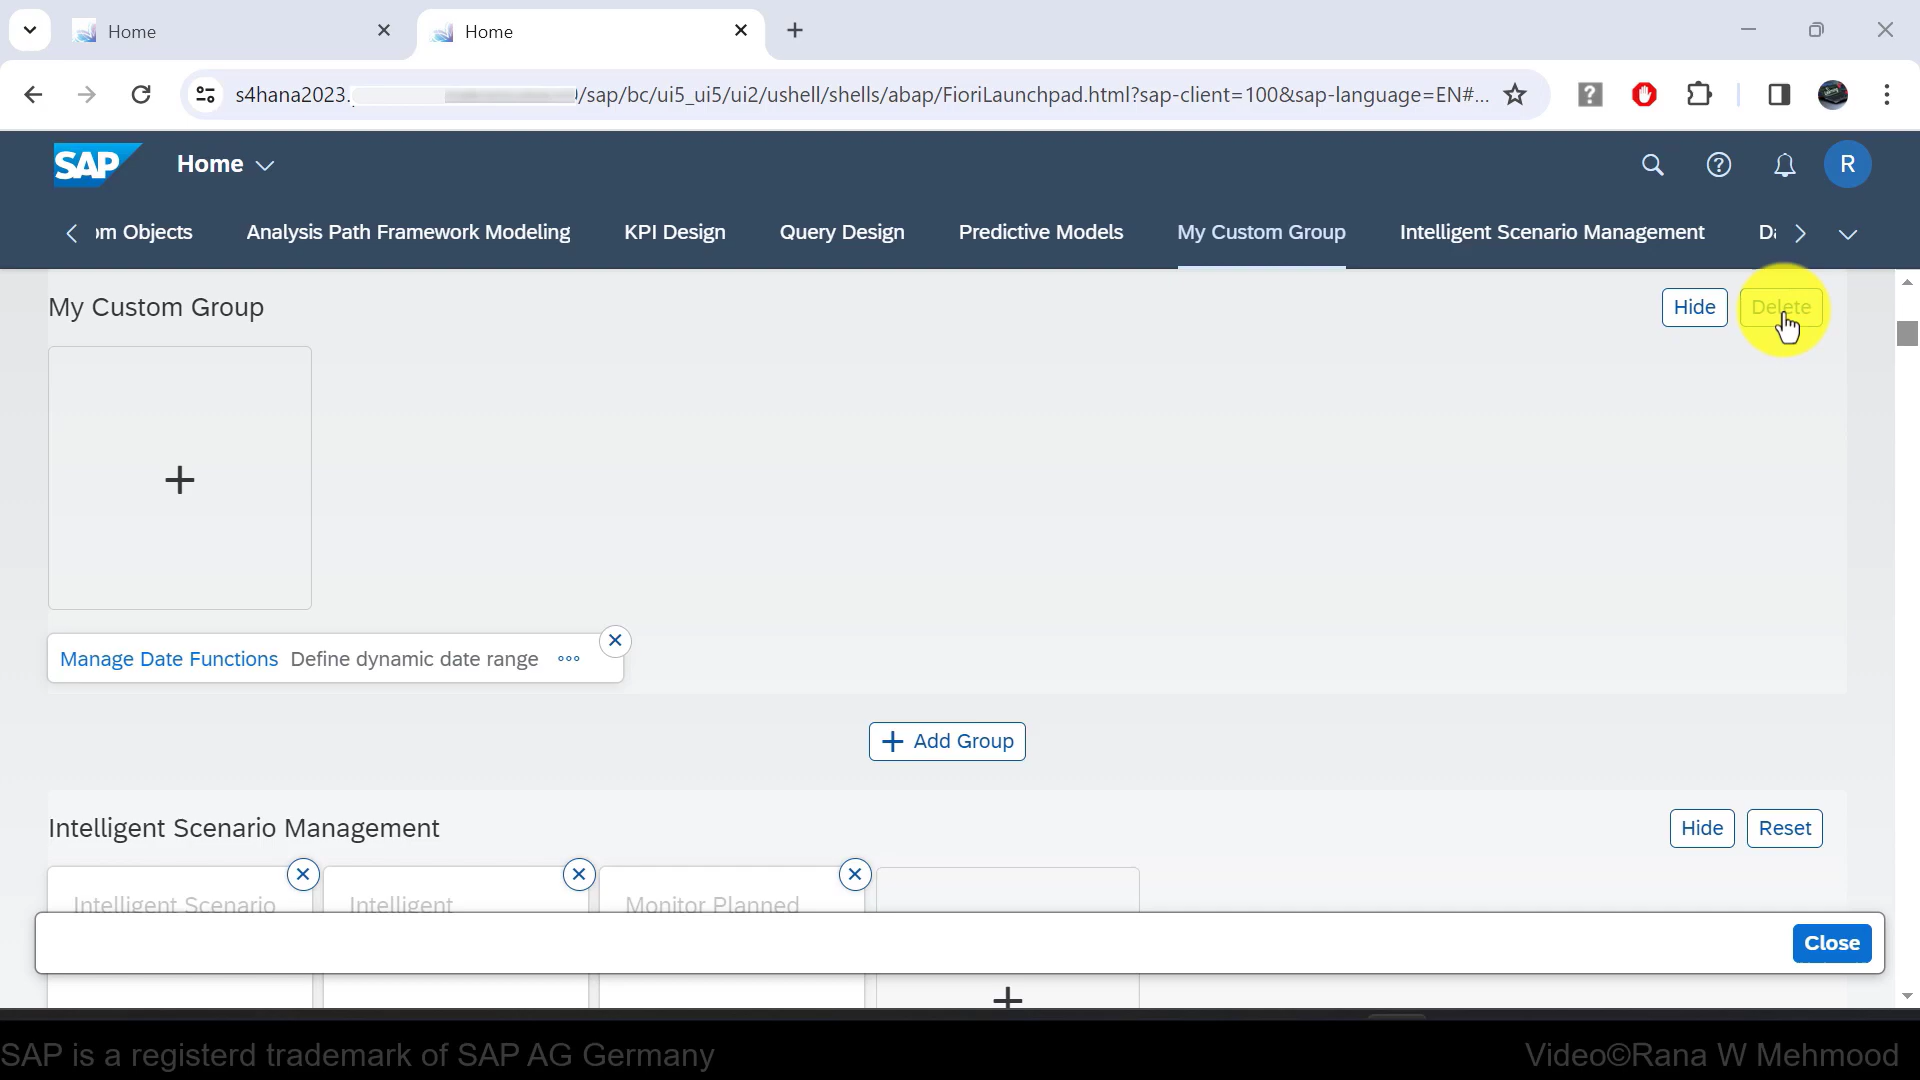 Home
Home
s4hana2023. /sap/bc/ui5_ui5/ui2/ushell/shells/abap/FioriLaunchpad.html?sap-client=100&sap-language=EN#...
SAP Home R
om Objects Analysis Path Framework Modeling KPI Design Query Design Predictive Models My Custom Group Intelligent Scenario Management Da
My Custom Group Hide Delete
Manage Date Functions Define dynamic date range
Add Group
Intelligent Scenario Management Hide Reset
Intelligent Scenario Intelligent Monitor Planned
Close
SAP is a registerd trademark of SAP AG Germany Video©Rana W Mehmood